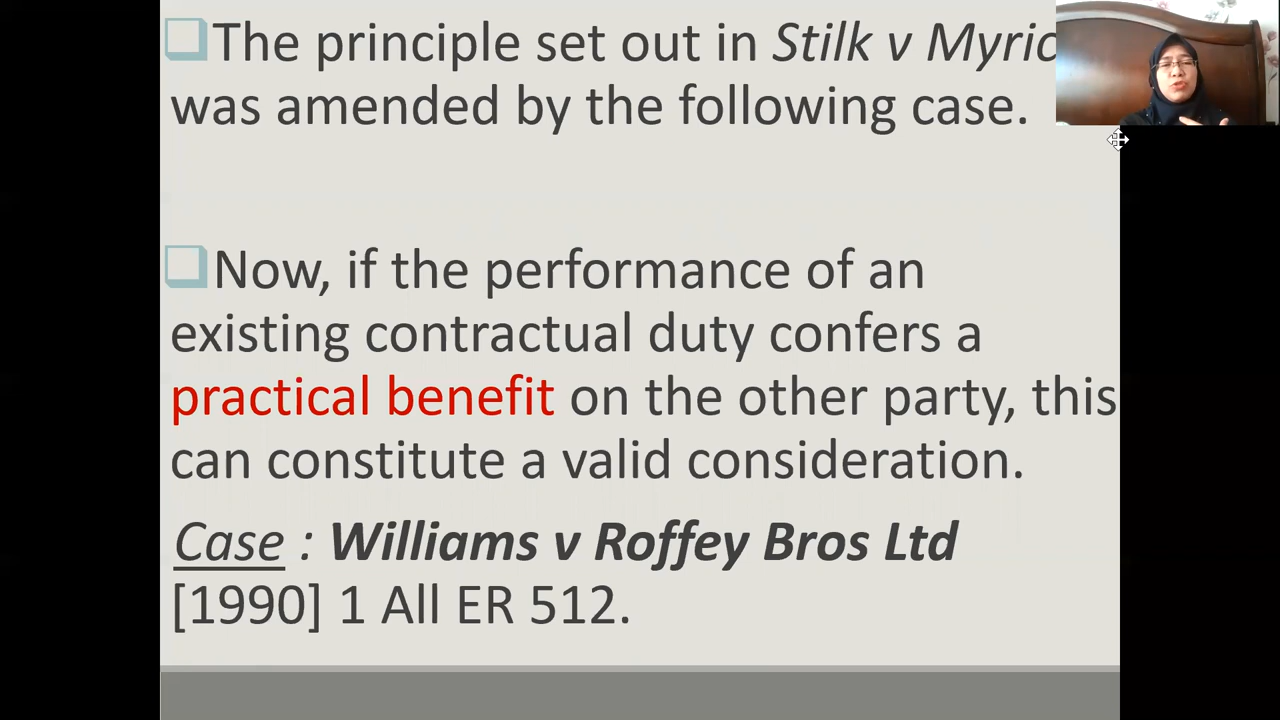 The principle set out in Stilk v Myric
was amended by the following case.
Now, if the performance of an
existing contractual duty confers a
practical benefit on the other party, this
can constitute a valid consideration.
Case : Williams v Roffey Bros Ltd
[1990] 1 All ER 512.